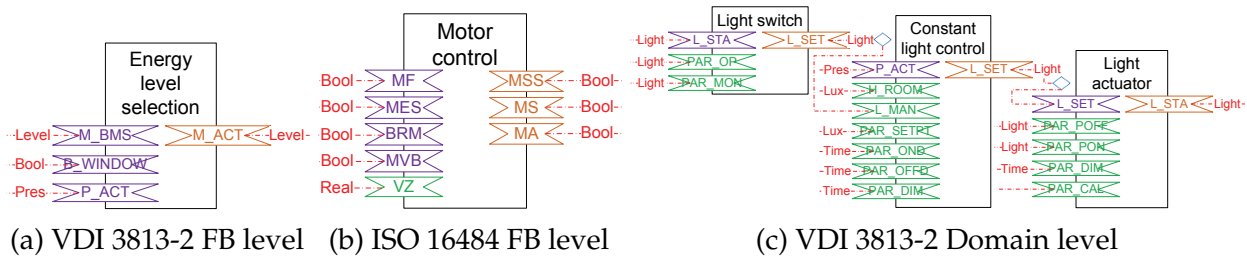 Energy
level
selection
Level
M_BMS
M_ACT
Level
Bool
B_WINDOW
Pres
P_ACT
(a) VDI 3813-2 FB level
Motor
control
Bool
MF
MSS
Bool
Bool
MES
MS
Bool
Bool
BRM
MA
Bool
Bool
MVB
Real
VZ
(b) ISO 16484 FB level
Light switch
Light
L_STA
L_SET
Light
Light
PAR_OP
Light
PAR_MON
Constant
light control
Pres
P_ACT
L_SET
Light
Lux
H_ROOM
L_MAN
Lux
PAR_SETPT
Time
PAR_OND
Time
PAR_OFFD
Time
PAR_DIM
Light
actuator
L_SET
L_STA
Light
Light
PAR_POFF
Light
PAR_PON
Time
PAR_DIM
PAR_CAL
(c) VDI 3813-2 Domain level